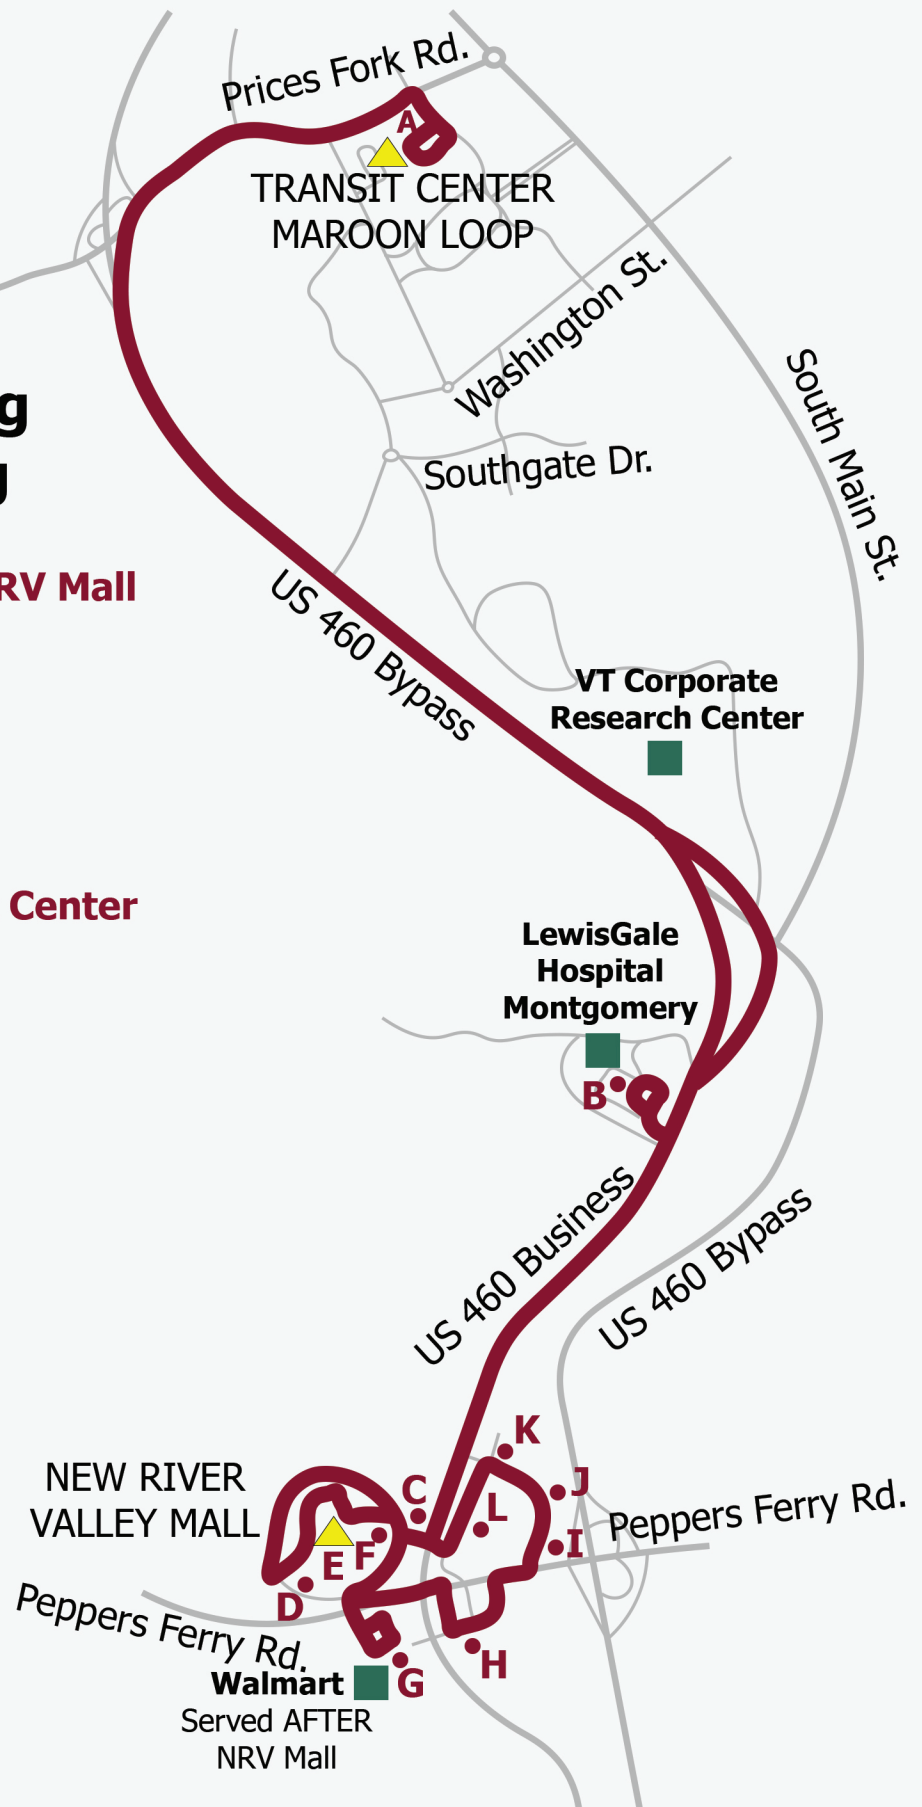 Prices Fork Rd.
A
TRANSIT CENTER
MAROON LOOP
Washington St.
South Main St.
g
g
Southgate Dr.
RV Mall
US 460 Bypass
VT Corporate
Research Center
Center
LewisGale
Hospital
Montgomery
B
US 460 Business
US 460 Bypass
K
NEW RIVER
VALLEY MALL
C
J
L
Peppers Ferry Rd.
F
I
E
D
Peppers Ferry Rd.
H
Walmart
G
Served AFTER
NRV Mall